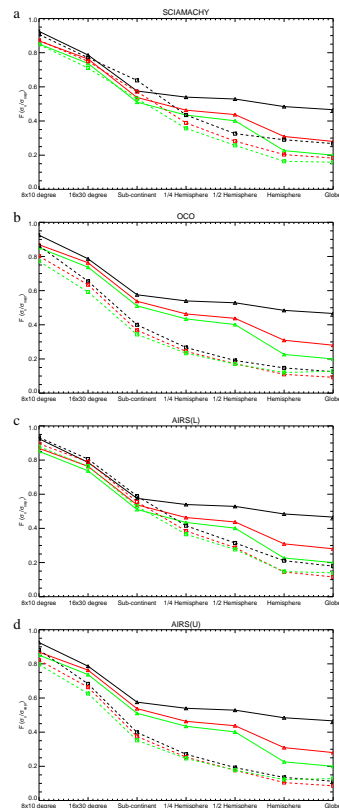 a
SCIAMACHY
F (σ
1.0
0.8
0.6
0.4
0.2
0.0
8x10 degree 16x30 degree Sub-continent 1/4 Hemisphere 1/2 Hemisphere Hemisphere Globe
b
OCO
F (σ
1.0
0.8
0.6
0.4
0.2
0.0
8x10 degree 16x30 degree Sub-continent 1/4 Hemisphere 1/2 Hemisphere Hemisphere Globe
c
AIRS(L)
F (σ
1.0
0.8
0.6
0.4
0.2
0.0
8x10 degree 16x30 degree Sub-continent 1/4 Hemisphere 1/2 Hemisphere Hemisphere Globe
d
AIRS(U)
F (σ
1.0
0.8
0.6
0.4
0.2
0.0
8x10 degree 16x30 degree Sub-continent 1/4 Hemisphere 1/2 Hemisphere Hemisphere Globe